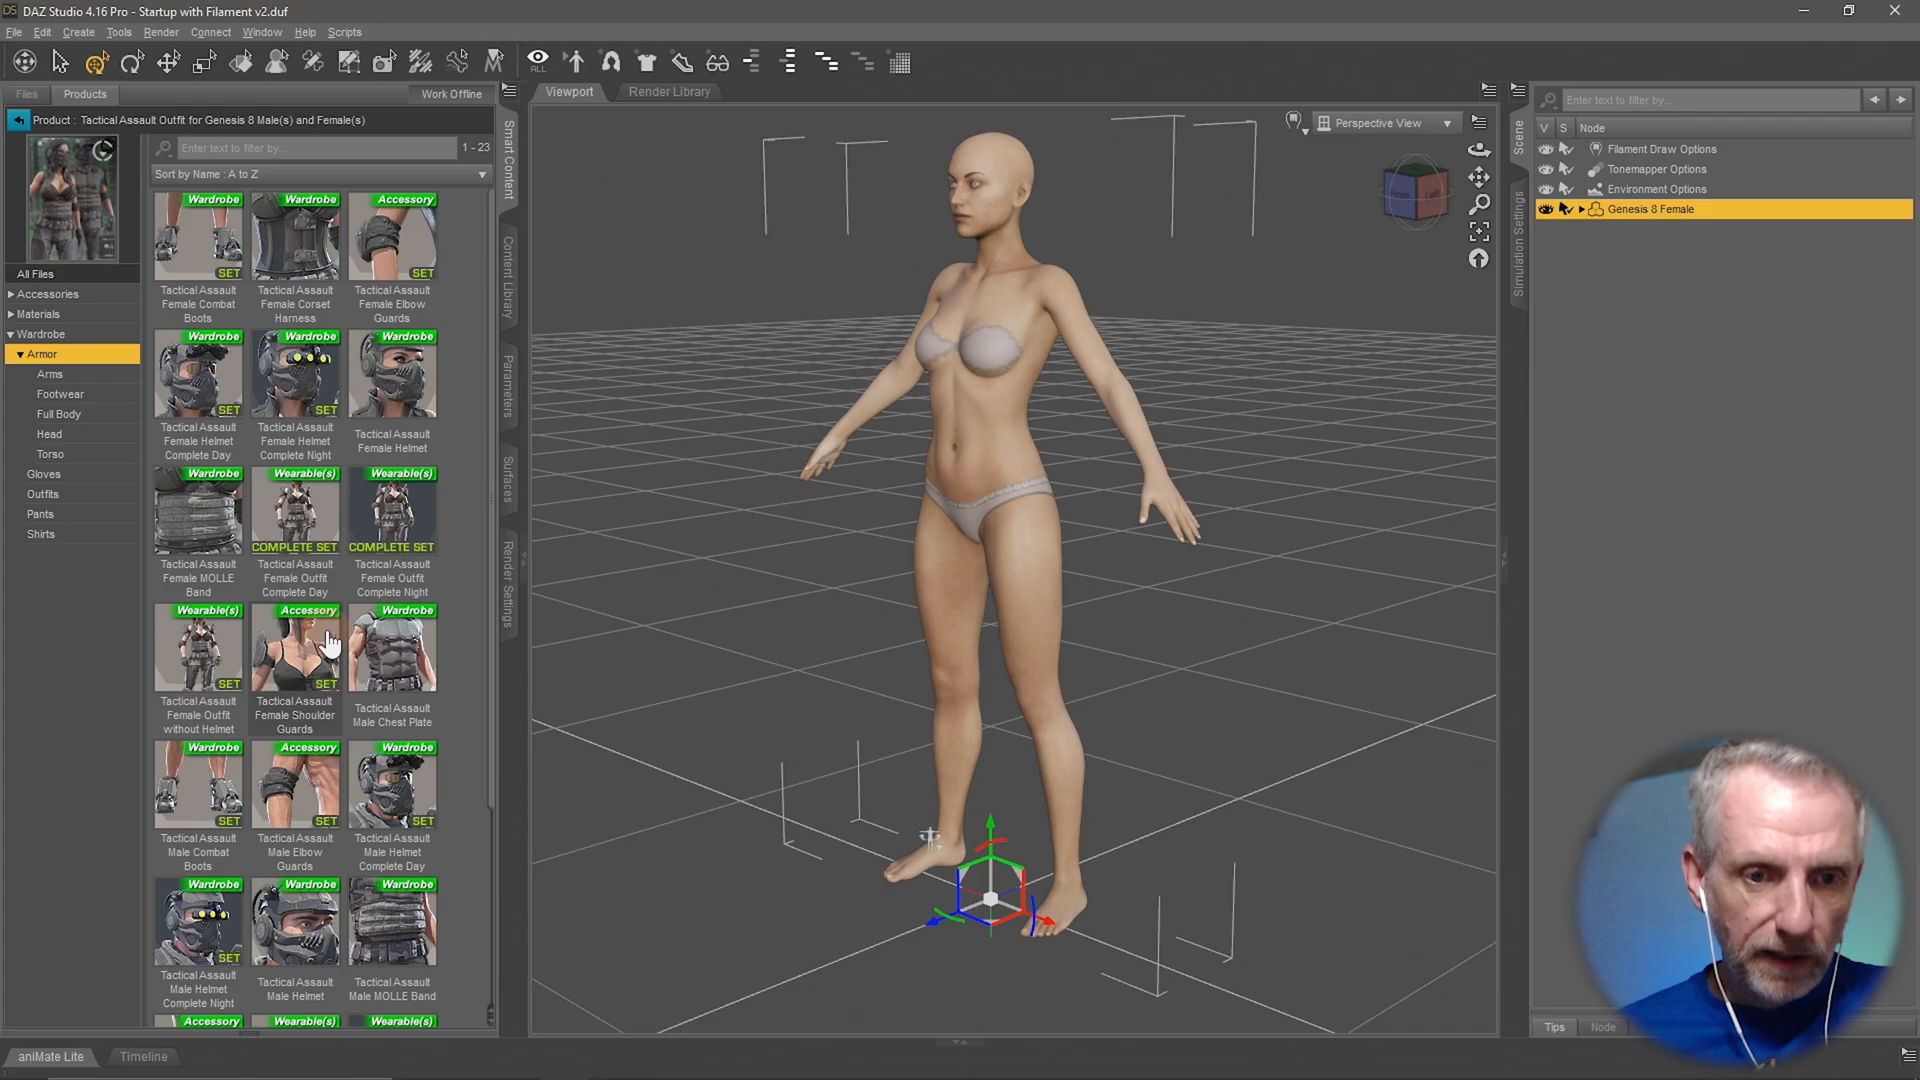 DS DAZ Studio 4.16 Pro - Startup with Filament v2.duf
File Edit Create Tools Render Connect Window Help Scripts
ALL
Files Products Work Offline
Viewport Render Library
Product : Tactical Assault Outfit for Genesis 8 Male(s) and Female(s)
Enter text to filter by... 1 - 23
Sort by Name : A to Z
All Files
Accessories
Materials
Wardrobe
Armor
Arms
Footwear
Full Body
Head
Torso
Gloves
Outfits
Pants
Shirts
Wardrobe Wardrobe Accessory
SET SET
Tactical Assault Tactical Assault Tactical Assault
Female Combat Female Corset Female Elbow
Boots Harness Guards
Wardrobe Wardrobe Wardrobe
SET SET
Tactical Assault Tactical Assault Tactical Assault
Female Helmet Female Helmet Female Helmet
Complete Day Complete Night
Wardrobe Wearable(s) Wearable(s)
COMPLETE SET COMPLETE SET
Tactical Assault Tactical Assault Tactical Assault
Female MOLLE Female Outfit Female Outfit
Band Complete Day Complete Night
Wearable(s) Accessory Wardrobe
SET SET
Tactical Assault Tactical Assault Tactical Assault
Female Outfit Female Shoulder Male Chest Plate
without Helmet Guards
Wardrobe Accessory Wardrobe
SET SET SET
Tactical Assault Tactical Assault Tactical Assault
Male Combat Male Elbow Male Helmet
Boots Guards Complete Day
Wardrobe Wardrobe Wardrobe
SET
Tactical Assault Tactical Assault Tactical Assault
Male Helmet Male Helmet Male MOLLE Band
Complete Night
Accessory Wearable(s) Wearable(s)
Smart Content
Content Library
Parameters
Surfaces
Render Settings
Perspective View
Left
Scene
Simulation Settings
Enter text to filter by...
V S Node
Filament Draw Options
Tonemapper Options
Environment Options
Genesis 8 Female
Tips Node
aniMate Lite Timeline